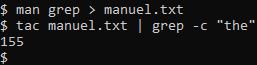 $ man grep > manuel.txt
$ tac manuel.txt | grep -c "the"
155
$